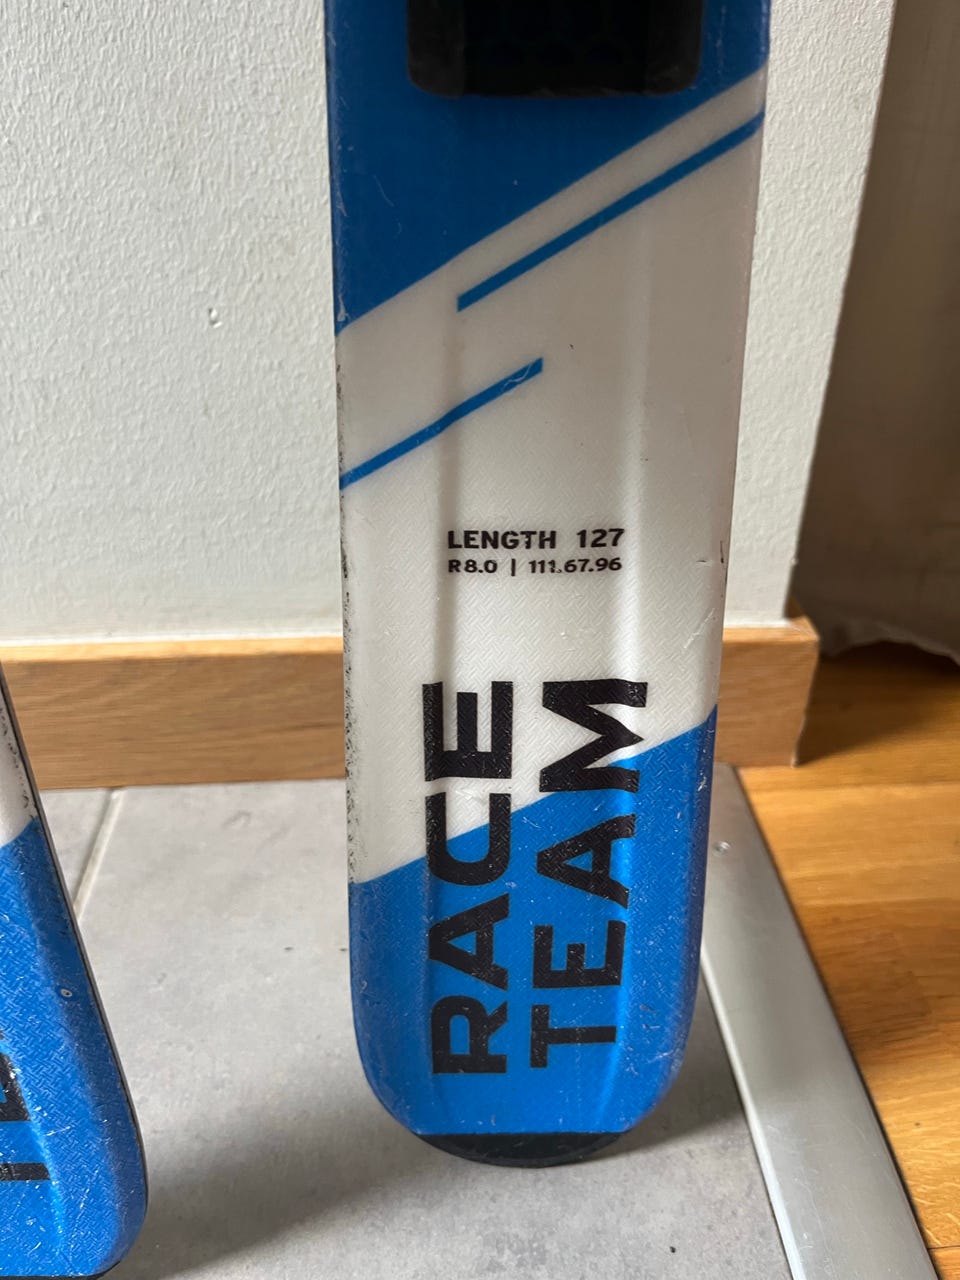 LENGTH 127
R8.0 | 111.67.96
RACE
TEAM